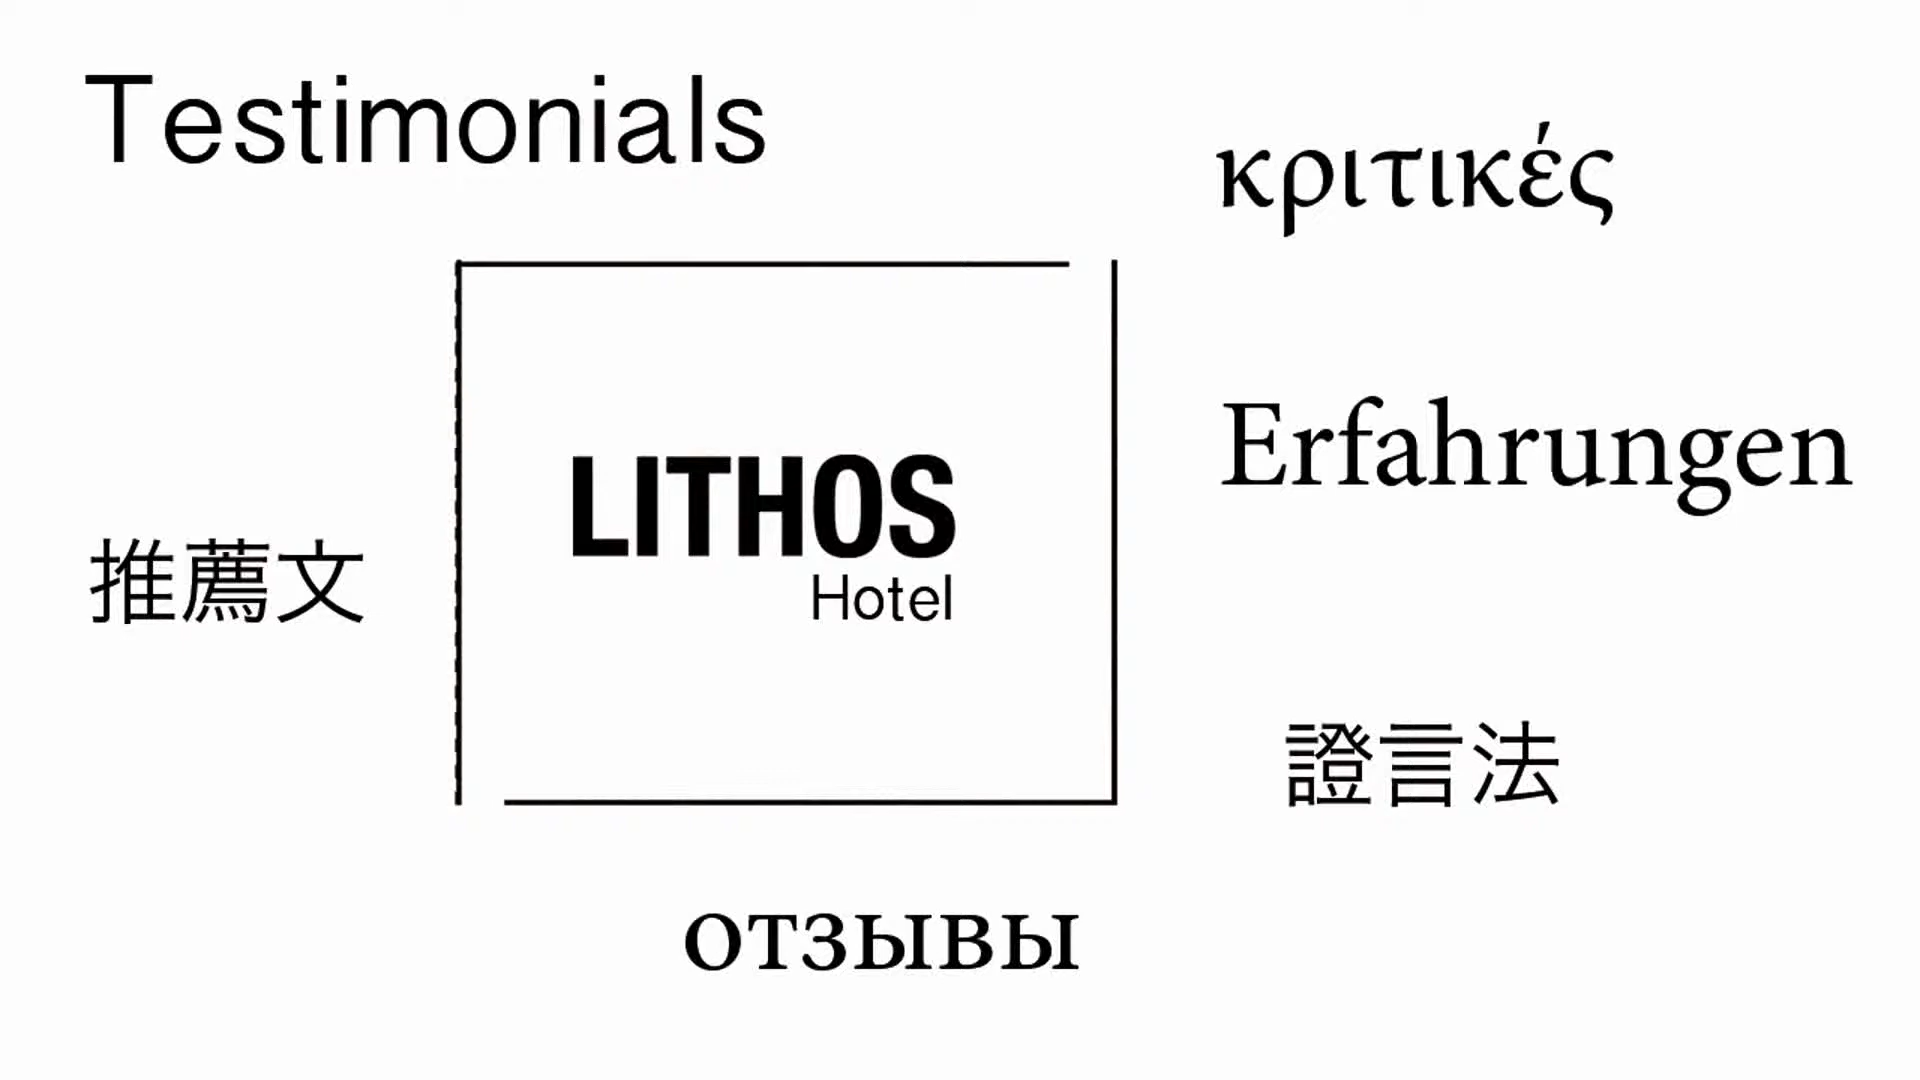 Testimonials
κριτικές
Erfahrungen
LITHOS
Hotel
推薦文
證言法
отзывы